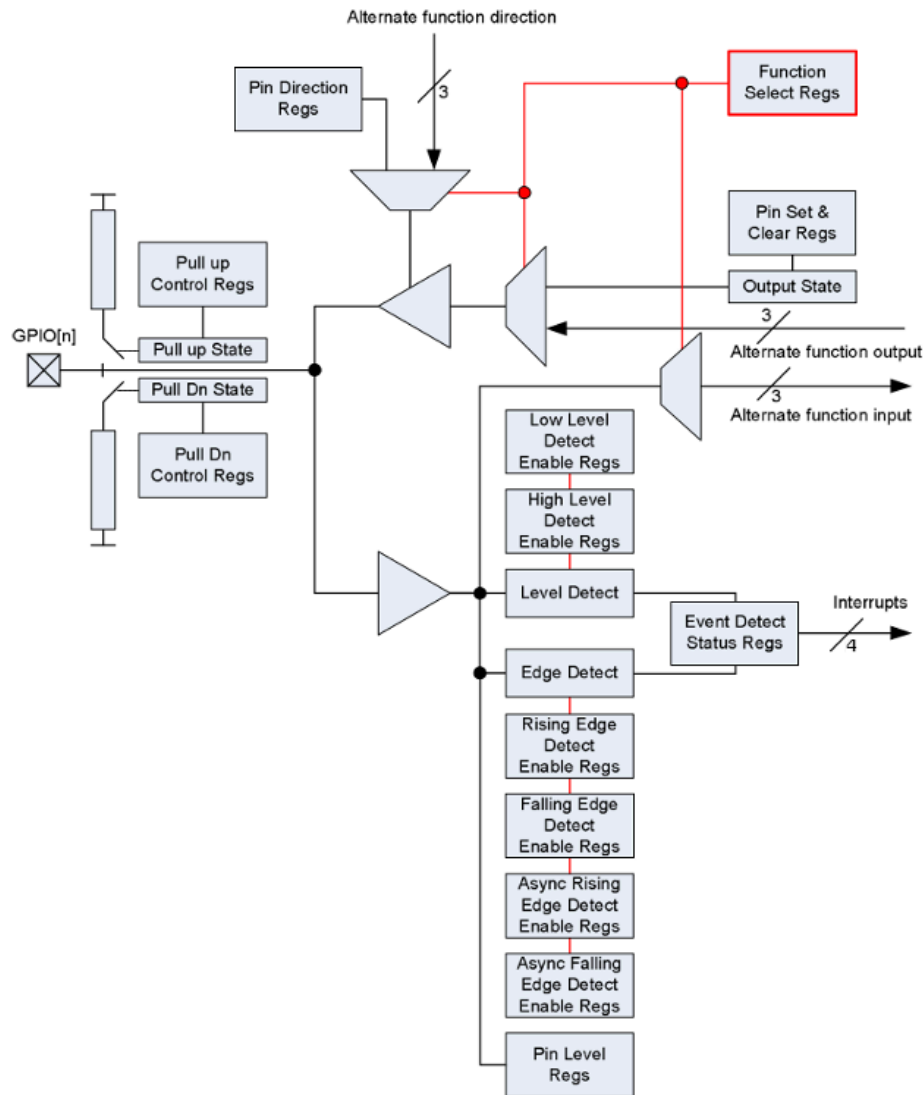 Alternate function direction
3
Pin Direction
Regs
Function
Select Regs
Pin Set &
Clear Regs
Output State
Pull up
Control Regs
Pull up State
GPIO[n]
3
Alternate function output
Pull Dn State
3
Alternate function input
Pull Dn
Control Regs
Low Level
Detect
Enable Regs
High Level
Detect
Enable Regs
Level Detect
Event Detect
Status Regs
Interrupts
4
Edge Detect
Rising Edge
Detect
Enable Regs
Falling Edge
Detect
Enable Regs
Async Rising
Edge Detect
Enable Regs
Async Falling
Edge Detect
Enable Regs
Pin Level
Regs